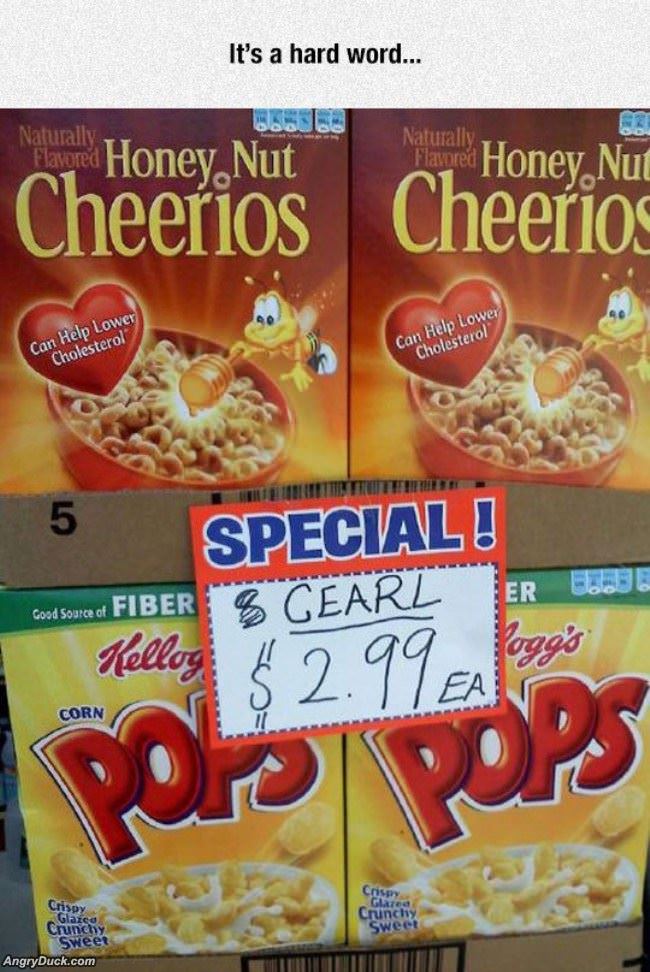 It's a hard word...
Naturally Flavored Honey Nut
Cheerios
Can Help Lower
Cholesterol
Naturally Flavored Honey Nut
Cheerios
Can Help Lower
Cholesterol
5
SPECIAL!
CEARL
$2.99 EA
Good Source of FIBER
Kellog
CORN
POPS
Crispy
Glazed
Crunchy
Sweet
ER
ogg's
POPS
Crispy
Glazed
Crunchy
Sweet
AngryDuck.com